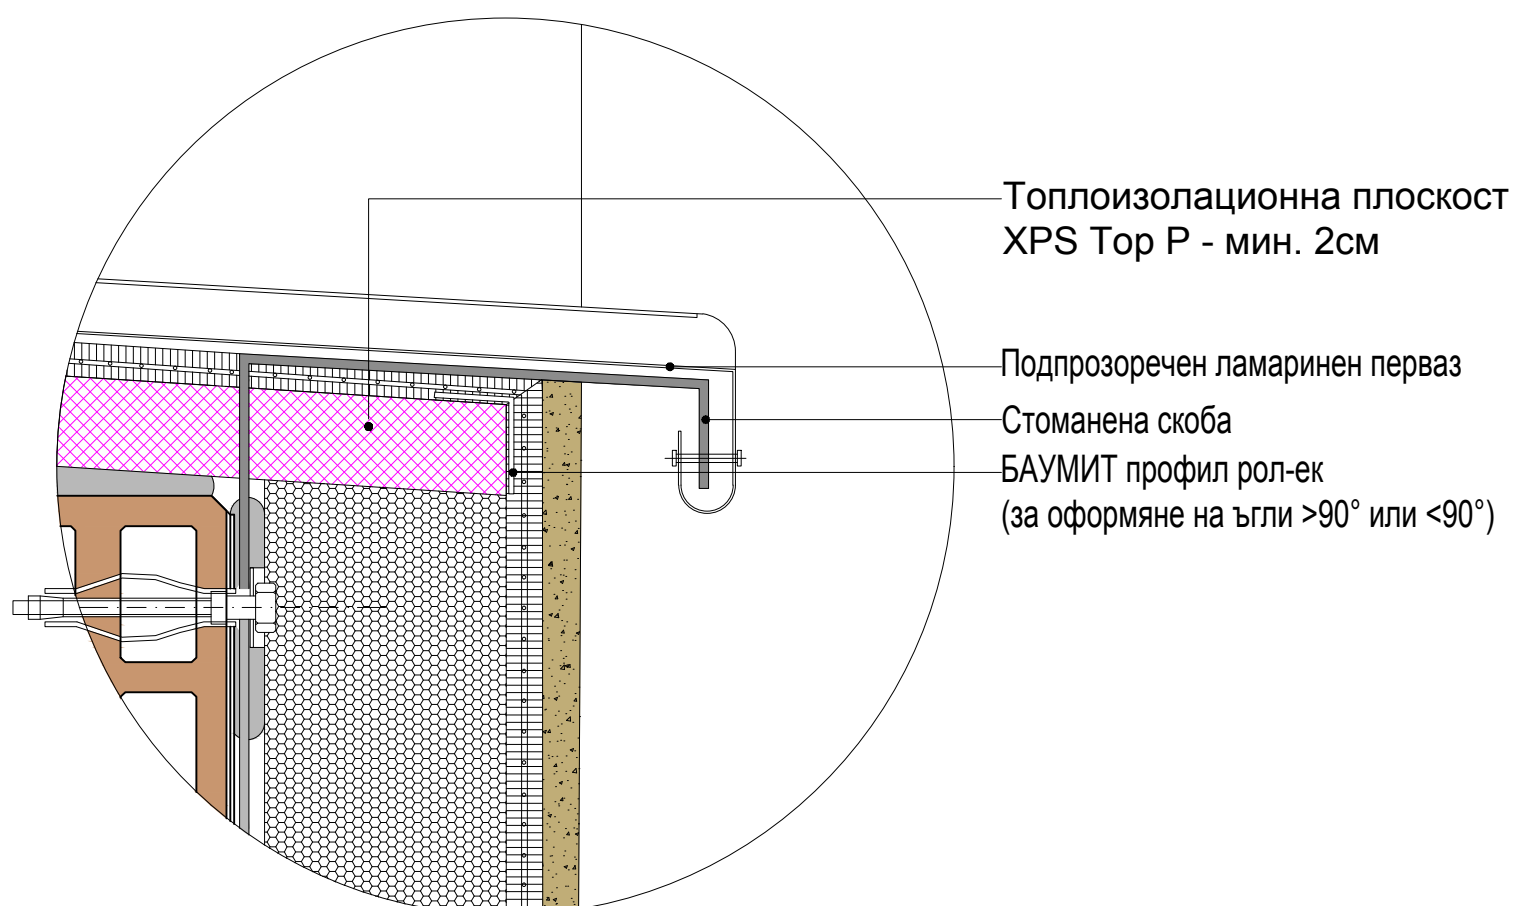 Топлоизолационна плоскост
XPS Top P - мин. 2см
Подпрозоречен ламаринен перваз
Стоманена скоба
БАУМИТ профил рол-ек
(за оформяне на ъгли >90° или <90°)